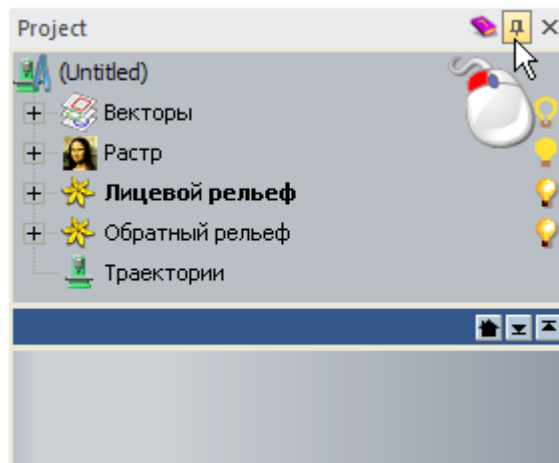 Project
(Untitled)
Векторы
Растр
Лицевой рельеф
Обратный рельеф
Траектории